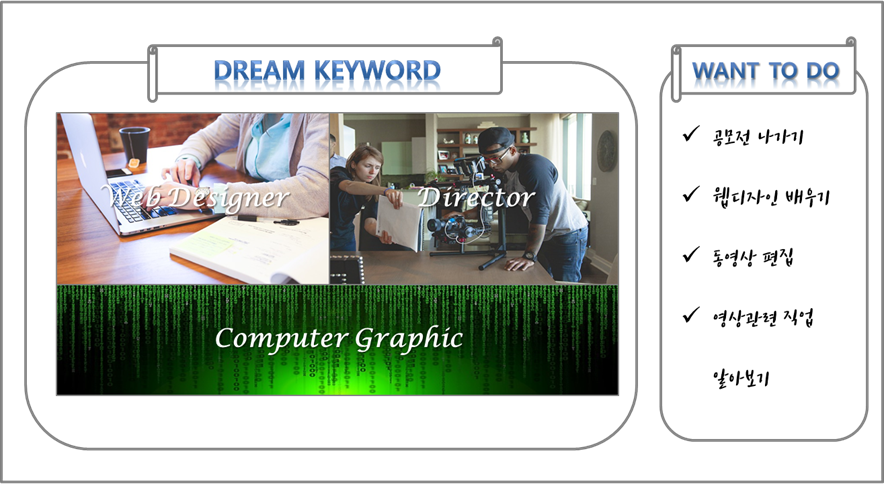 DREAM KEYWORD
Web Designer
Director
Computer Graphic
WANT TO DO
✓ 공모전 나가기
✓ 웹디자인 배우기
✓ 동영상 편집
✓ 영상관련 직업
알아보기